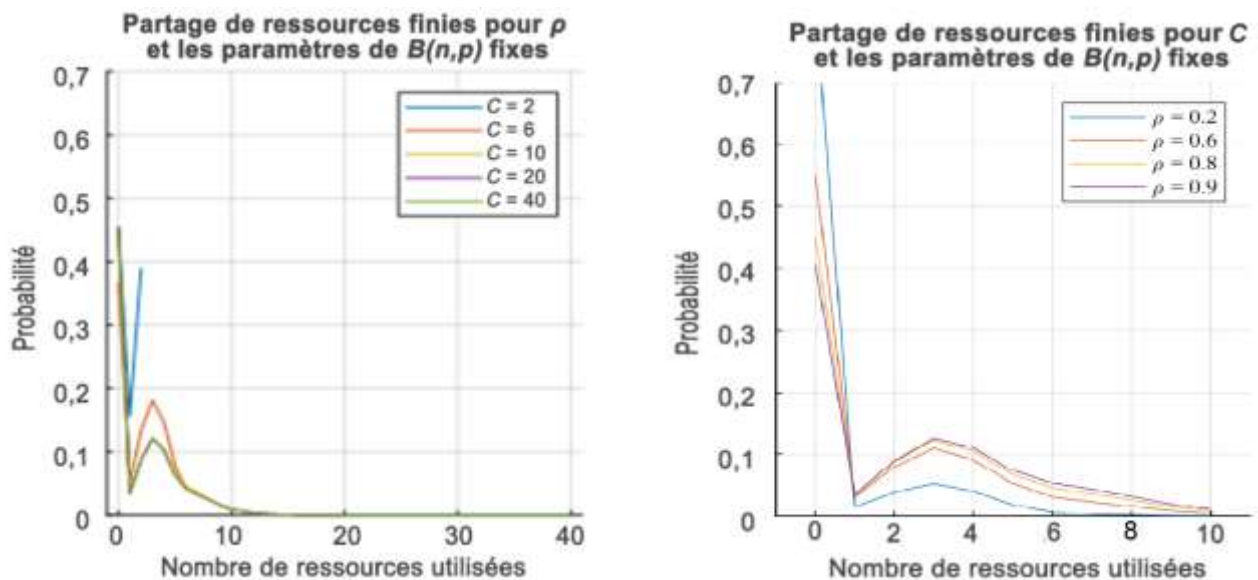 Partage de ressources finies pour ρ
et les paramètres de B(n,p) fixes
0,7
0,6
0,5
0,4
0,3
0,2
0,1
0
Probabilité
C = 2
C = 6
C = 10
C = 20
C = 40
0
10
20
30
40
Nombre de ressources utilisées
Partage de ressources finies pour C
et les paramètres de B(n,p) fixes
0,7
0,6
0,5
0,4
0,3
0,2
0,1
0
Probabilité
ρ = 0.2
ρ = 0.6
ρ = 0.8
ρ = 0.9
0
2
4
6
8
10
Nombre de ressources utilisées